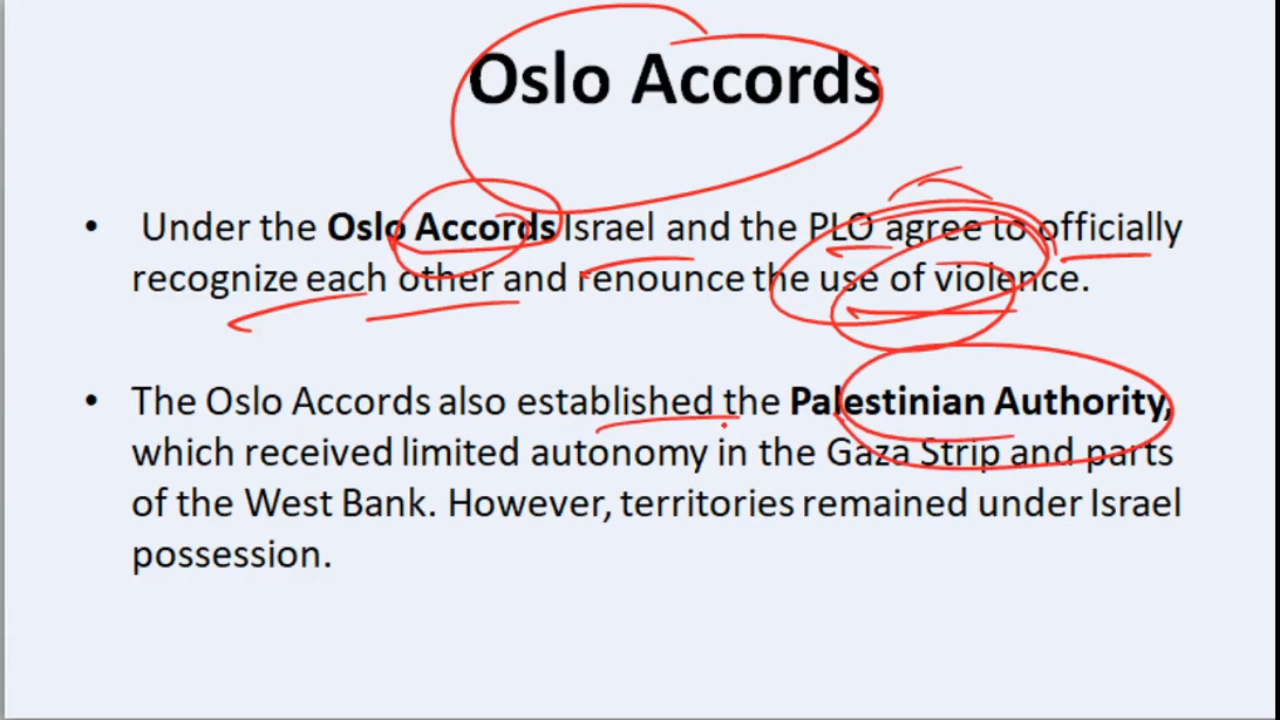 Oslo Accords
• Under the Oslo Accords Israel and the PLO agree to officially
recognize each other and renounce the use of violence.
• The Oslo Accords also established the Palestinian Authority,
which received limited autonomy in the Gaza Strip and parts
of the West Bank. However, territories remained under Israel
possession.